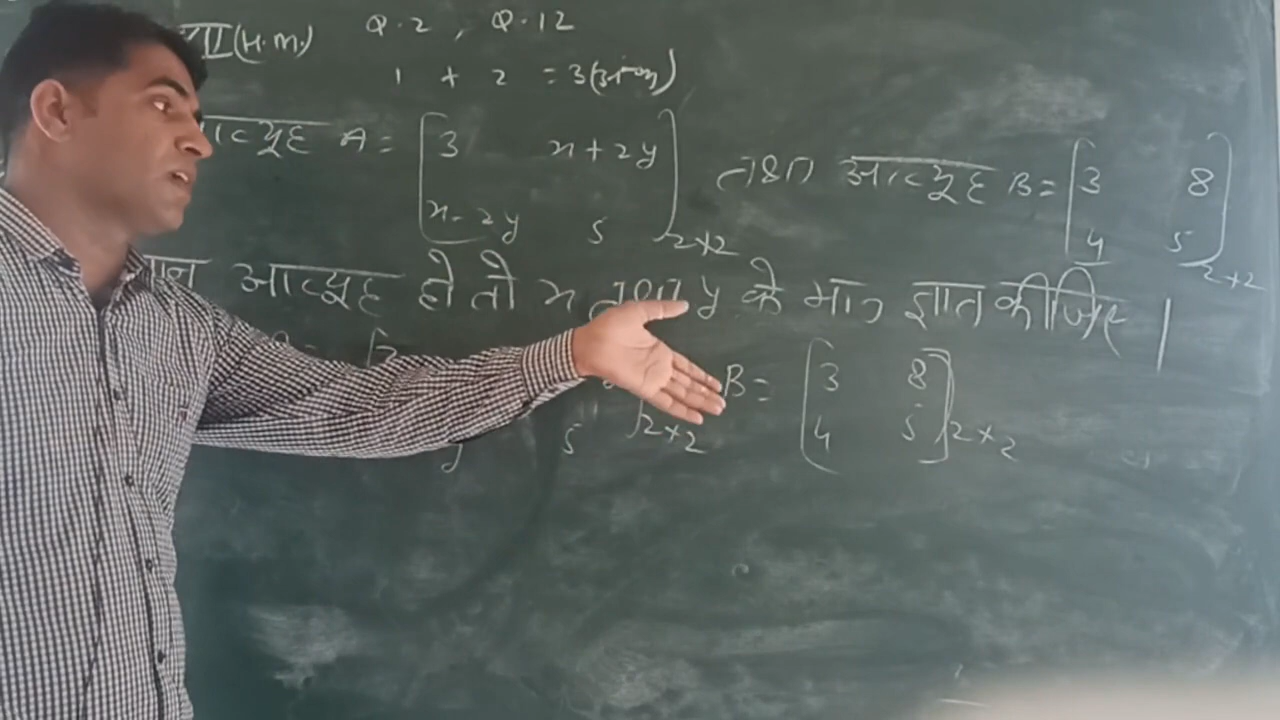 XII (H.M.) Q.2 , Q.12
1 + 2 = 3 (अंक)
आव्यूह A = [3 x+2y तथा आव्यूह B = [3 8
x-2y 5]2×2 4 5]2×2
आव्यूह हो तो x तथा y के मान ज्ञात कीजिए |
B = [3 8
5 ]2×2 4 5]2×2